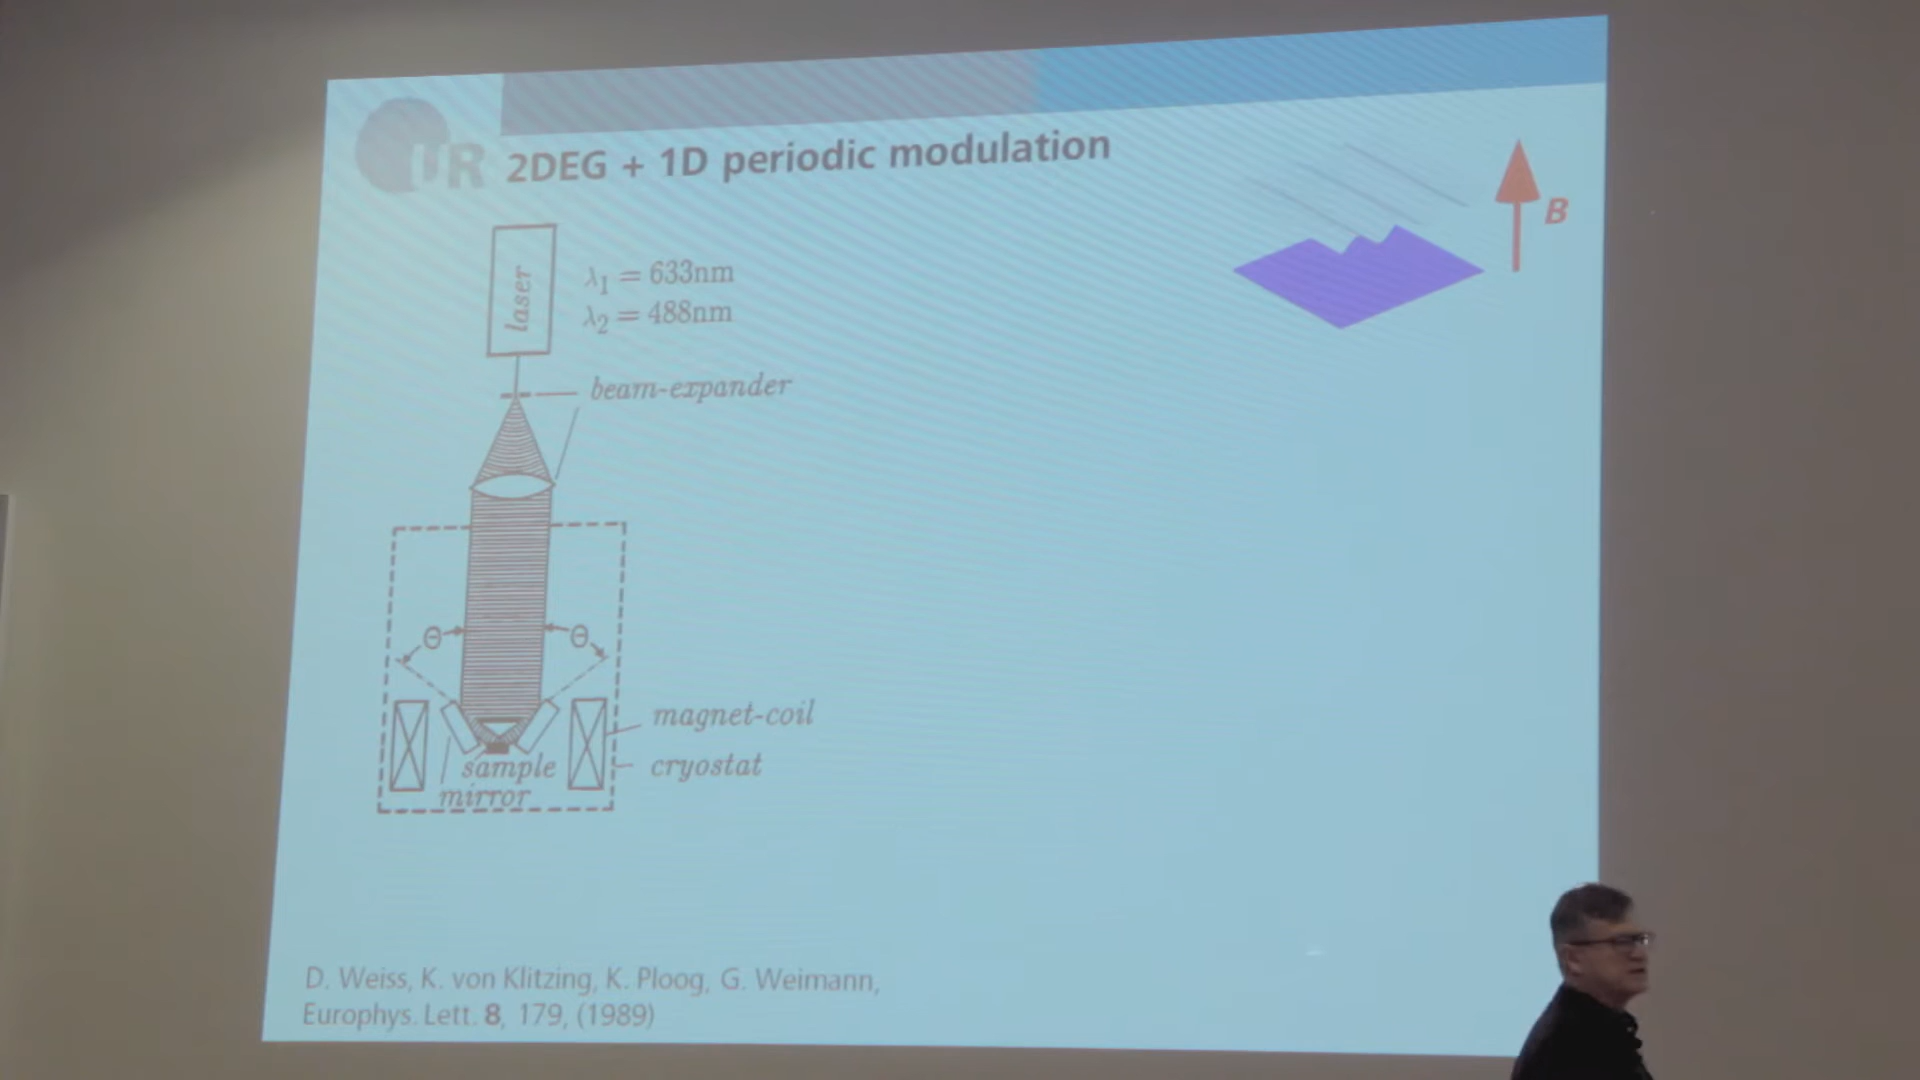 UR
2DEG + 1D periodic modulation
B
laser
λ₁ = 633nm
λ₂ = 488nm
beam-expander
Θ
Θ
magnet-coil
sample
cryostat
mirror
D. Weiss, K. von Klitzing, K. Ploog, G. Weimann,
Europhys. Lett. 8, 179, (1989)